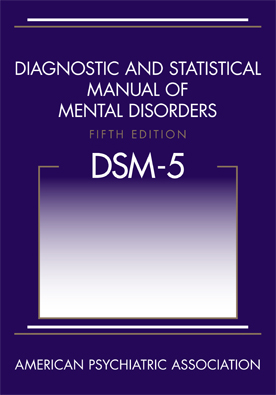 DIAGNOSTIC AND STATISTICAL
MANUAL OF
MENTAL DISORDERS
FIFTH EDITION
DSM-5
AMERICAN PSYCHIATRIC ASSOCIATION